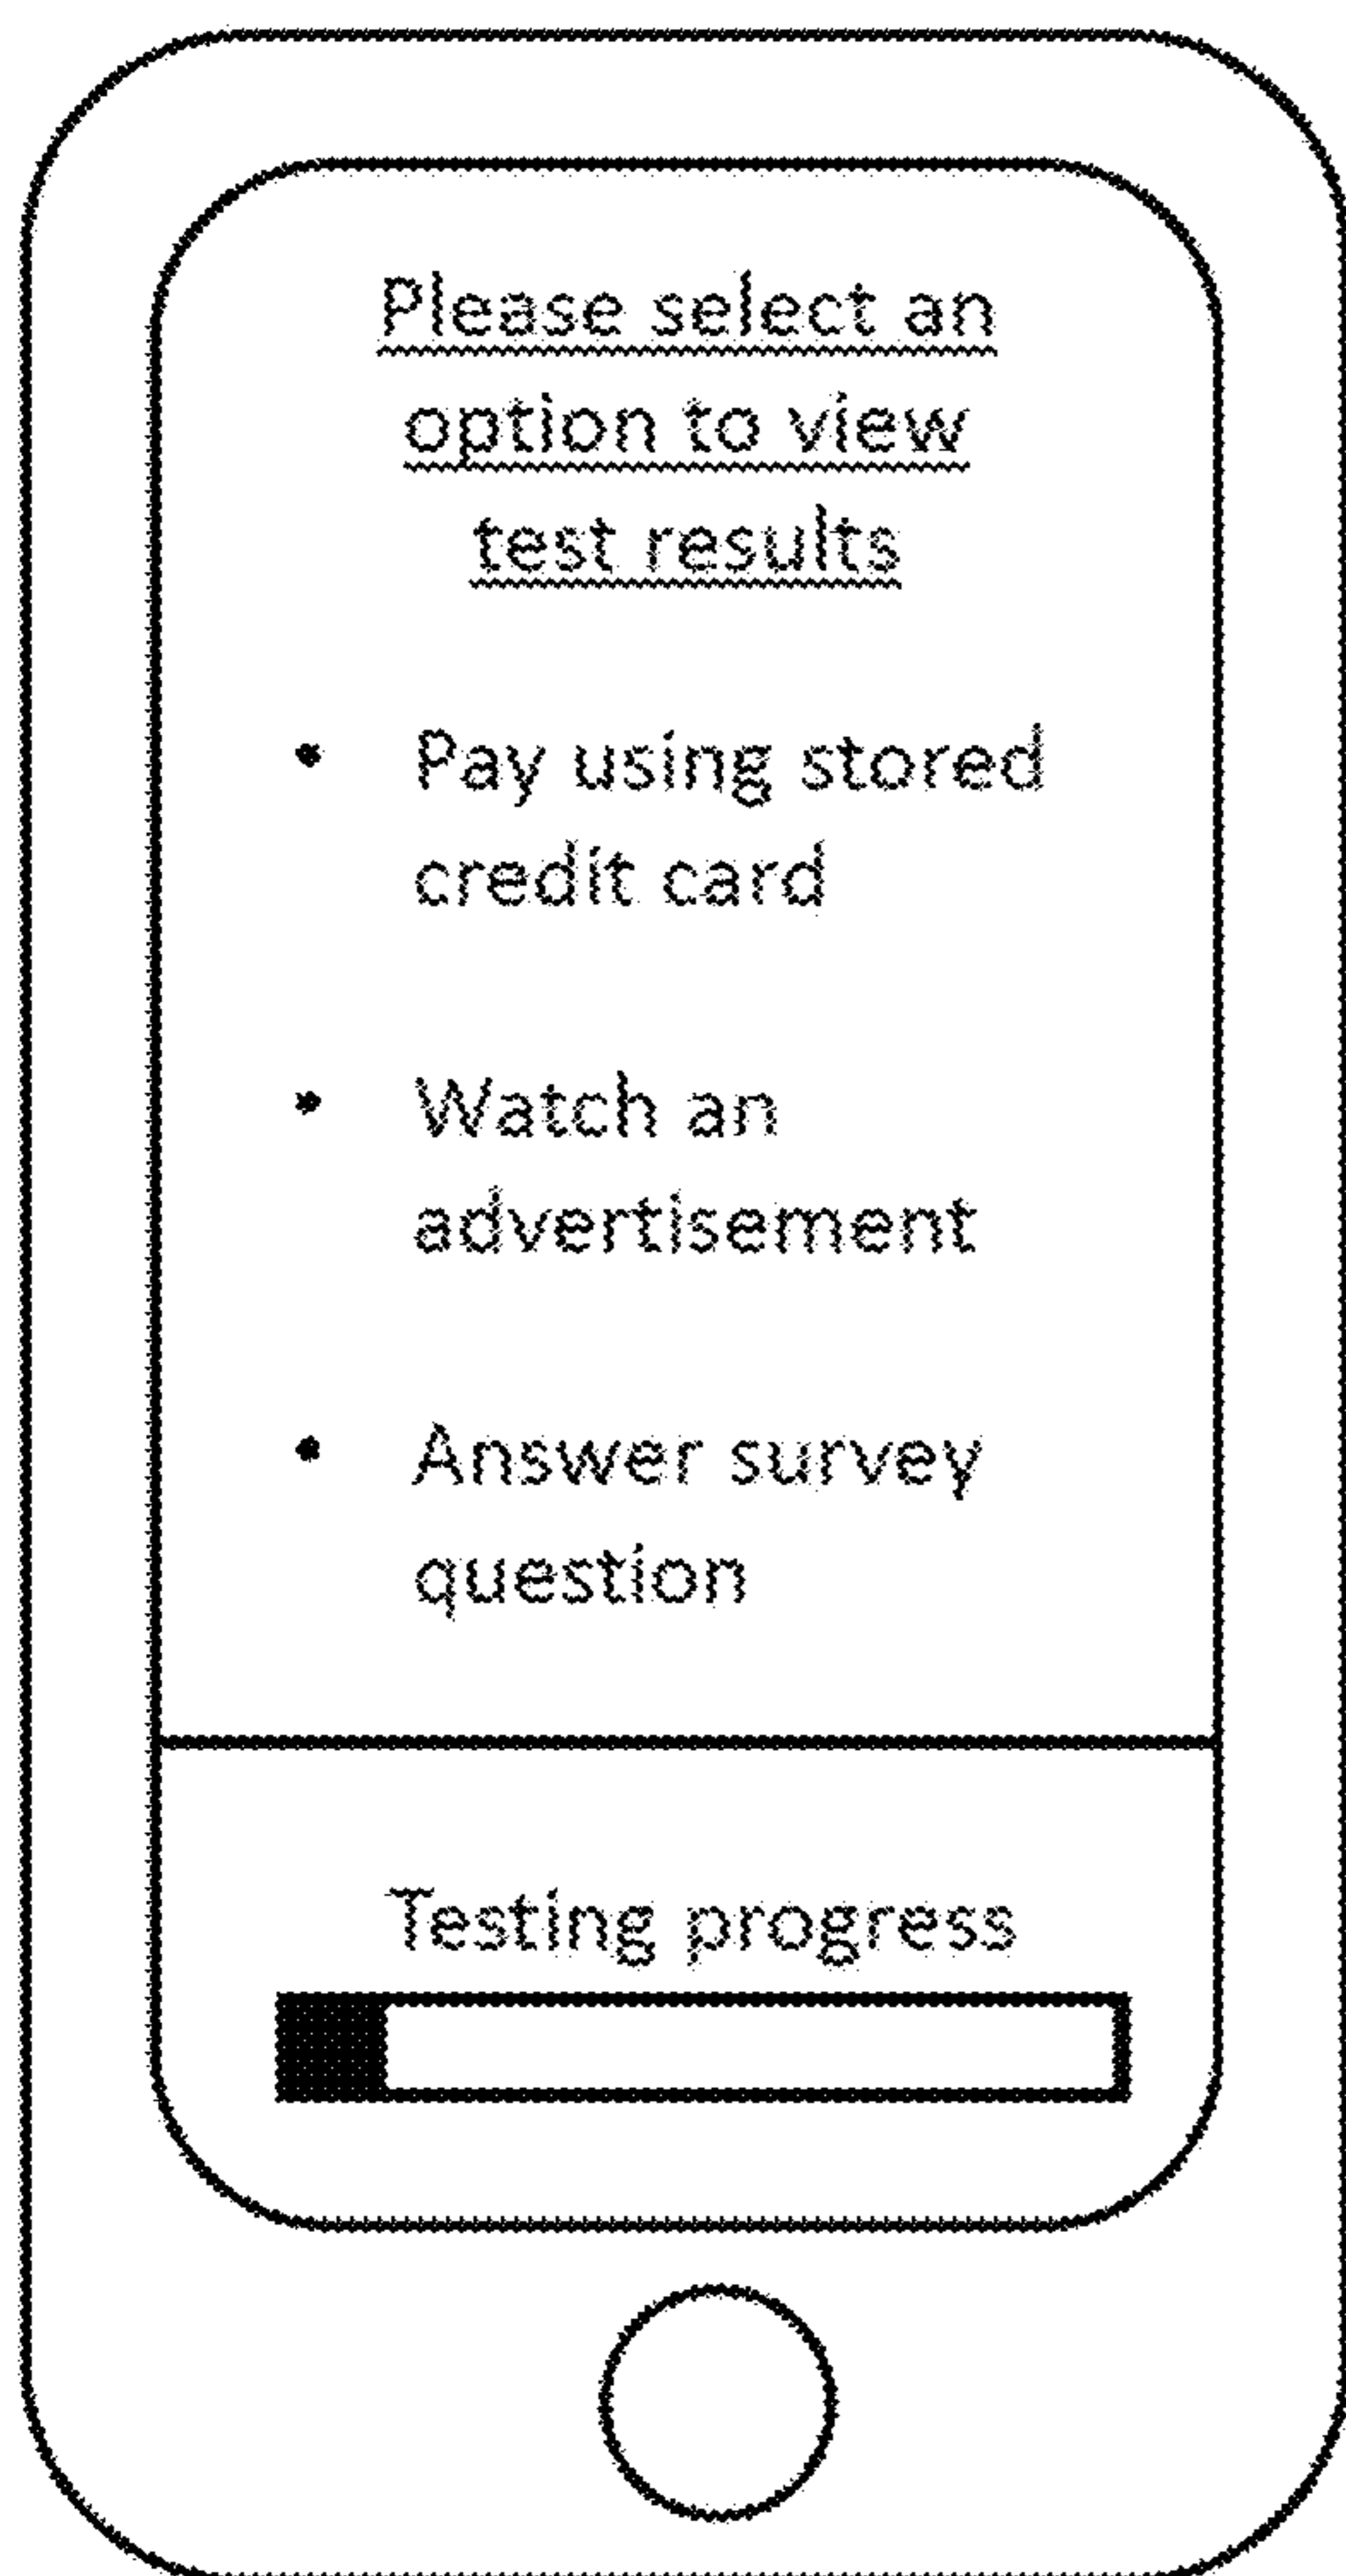 Please select an
option to view
test results
• Pay using stored
credit card
• Watch an
advertisement
• Answer survey
question
Testing progress